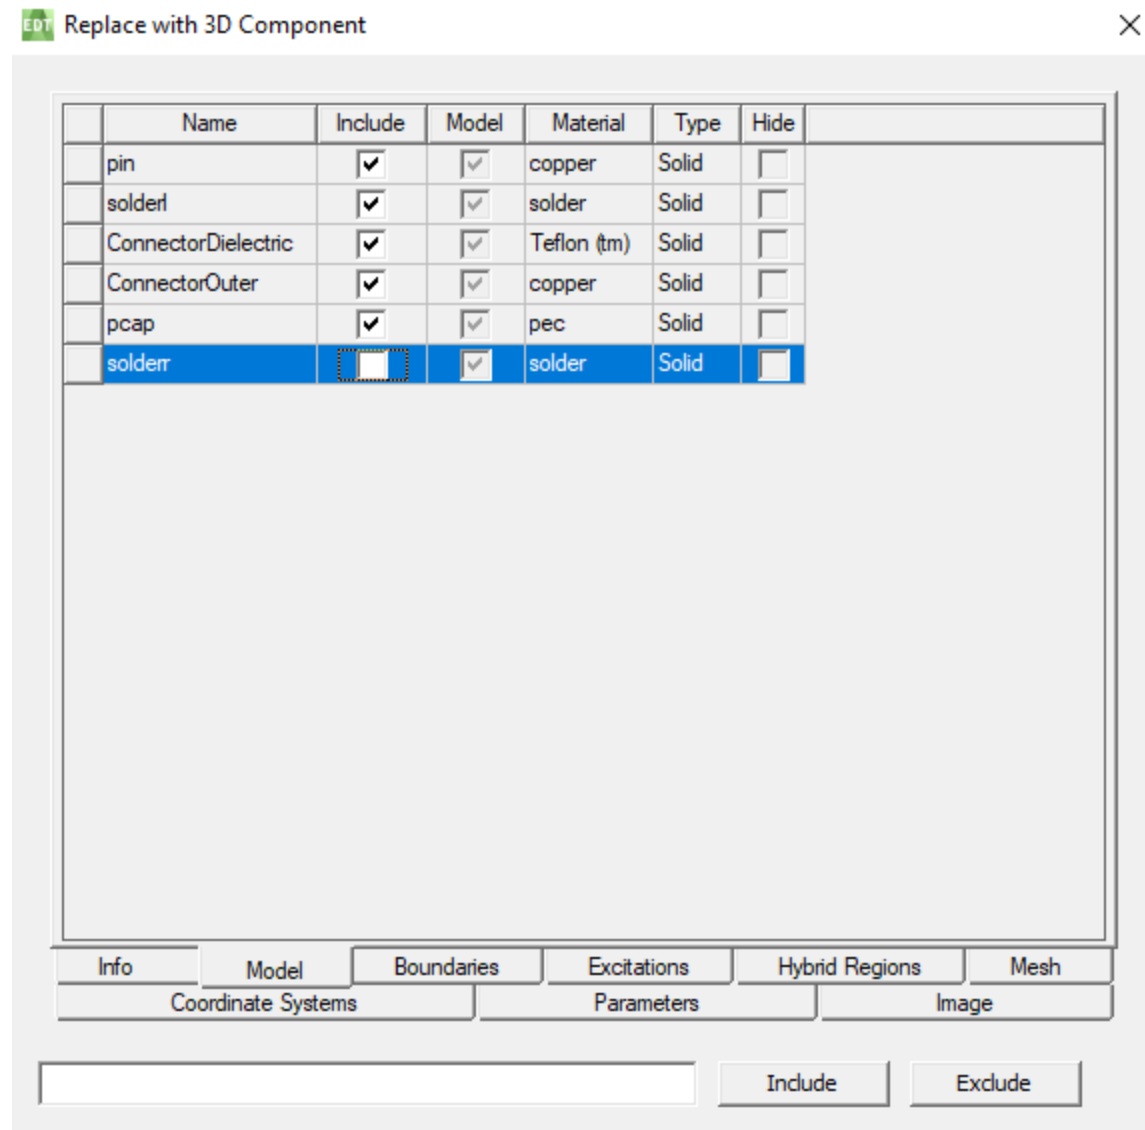 EDT Replace with 3D Component
Name Include Model Material Type Hide
pin copper Solid
solderl solder Solid
ConnectorDielectric Teflon (tm) Solid
ConnectorOuter copper Solid
pcap pec Solid
solderr solder Solid
Info Model Boundaries Excitations Hybrid Regions Mesh
Coordinate Systems Parameters Image
Include Exclude